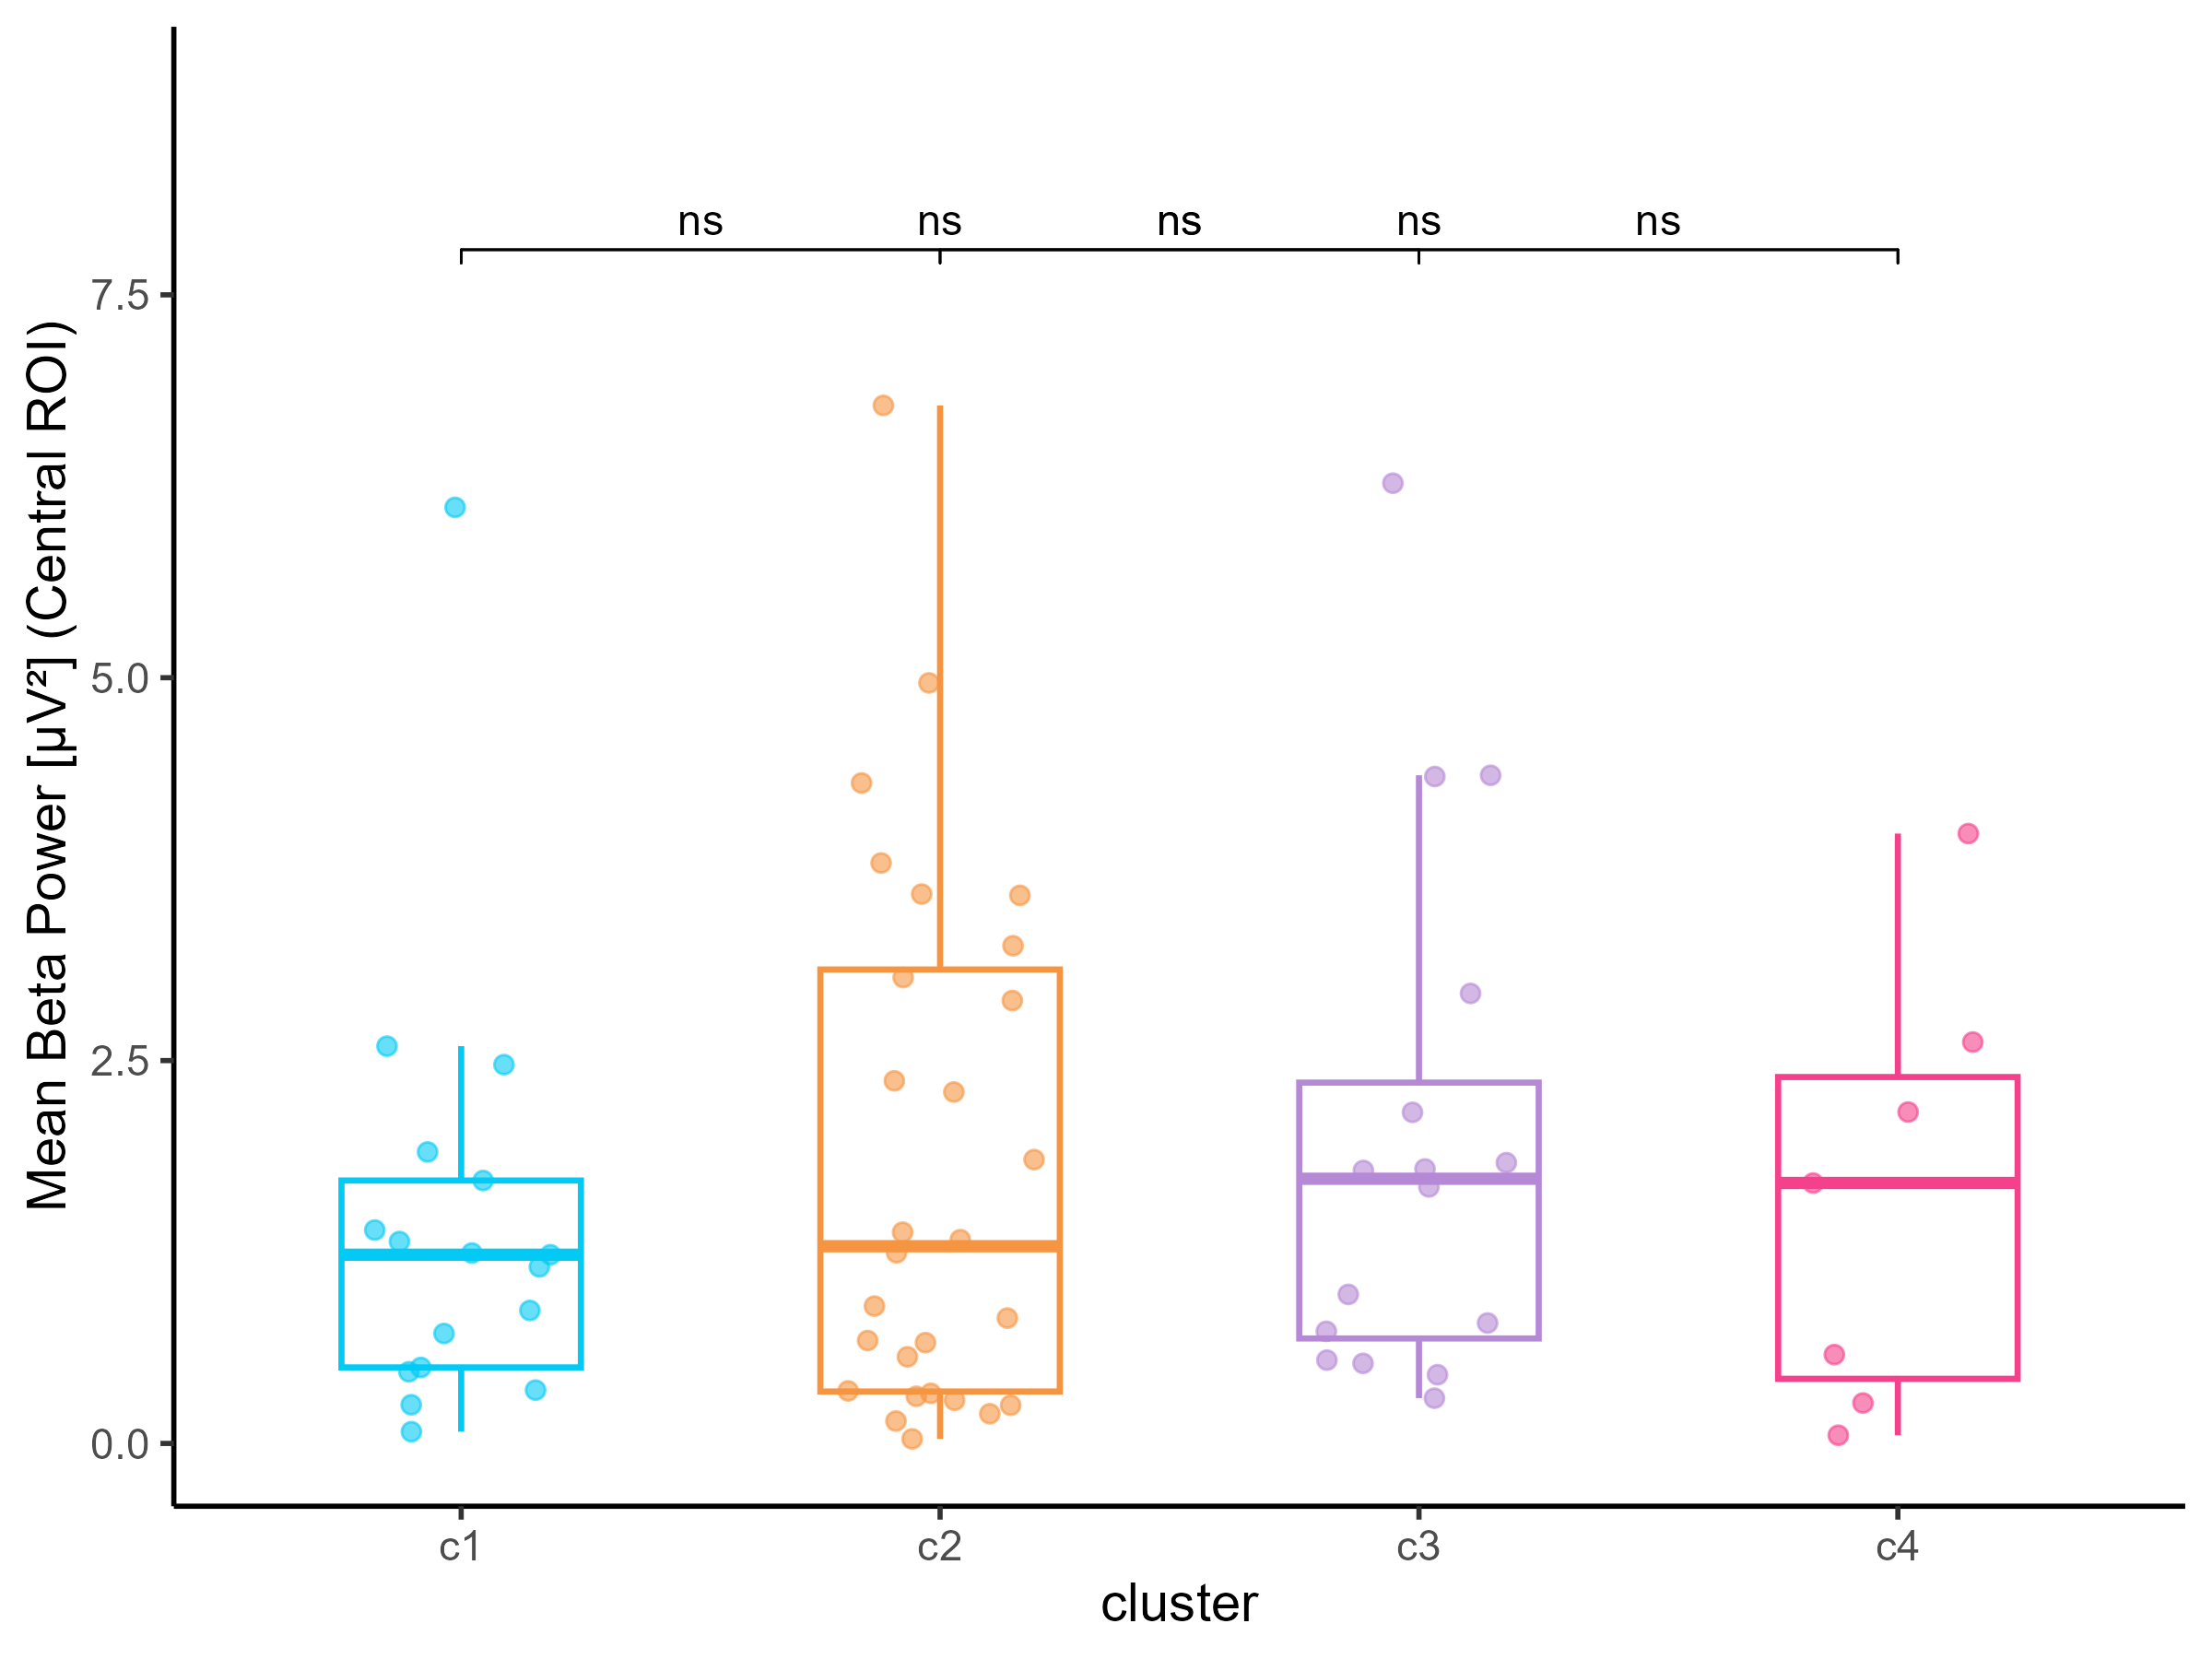 ns ns ns ns ns
7.5
5.0
2.5
0.0
Mean Beta Power [µV²] (Central ROI)
c1 c2 c3 c4
cluster